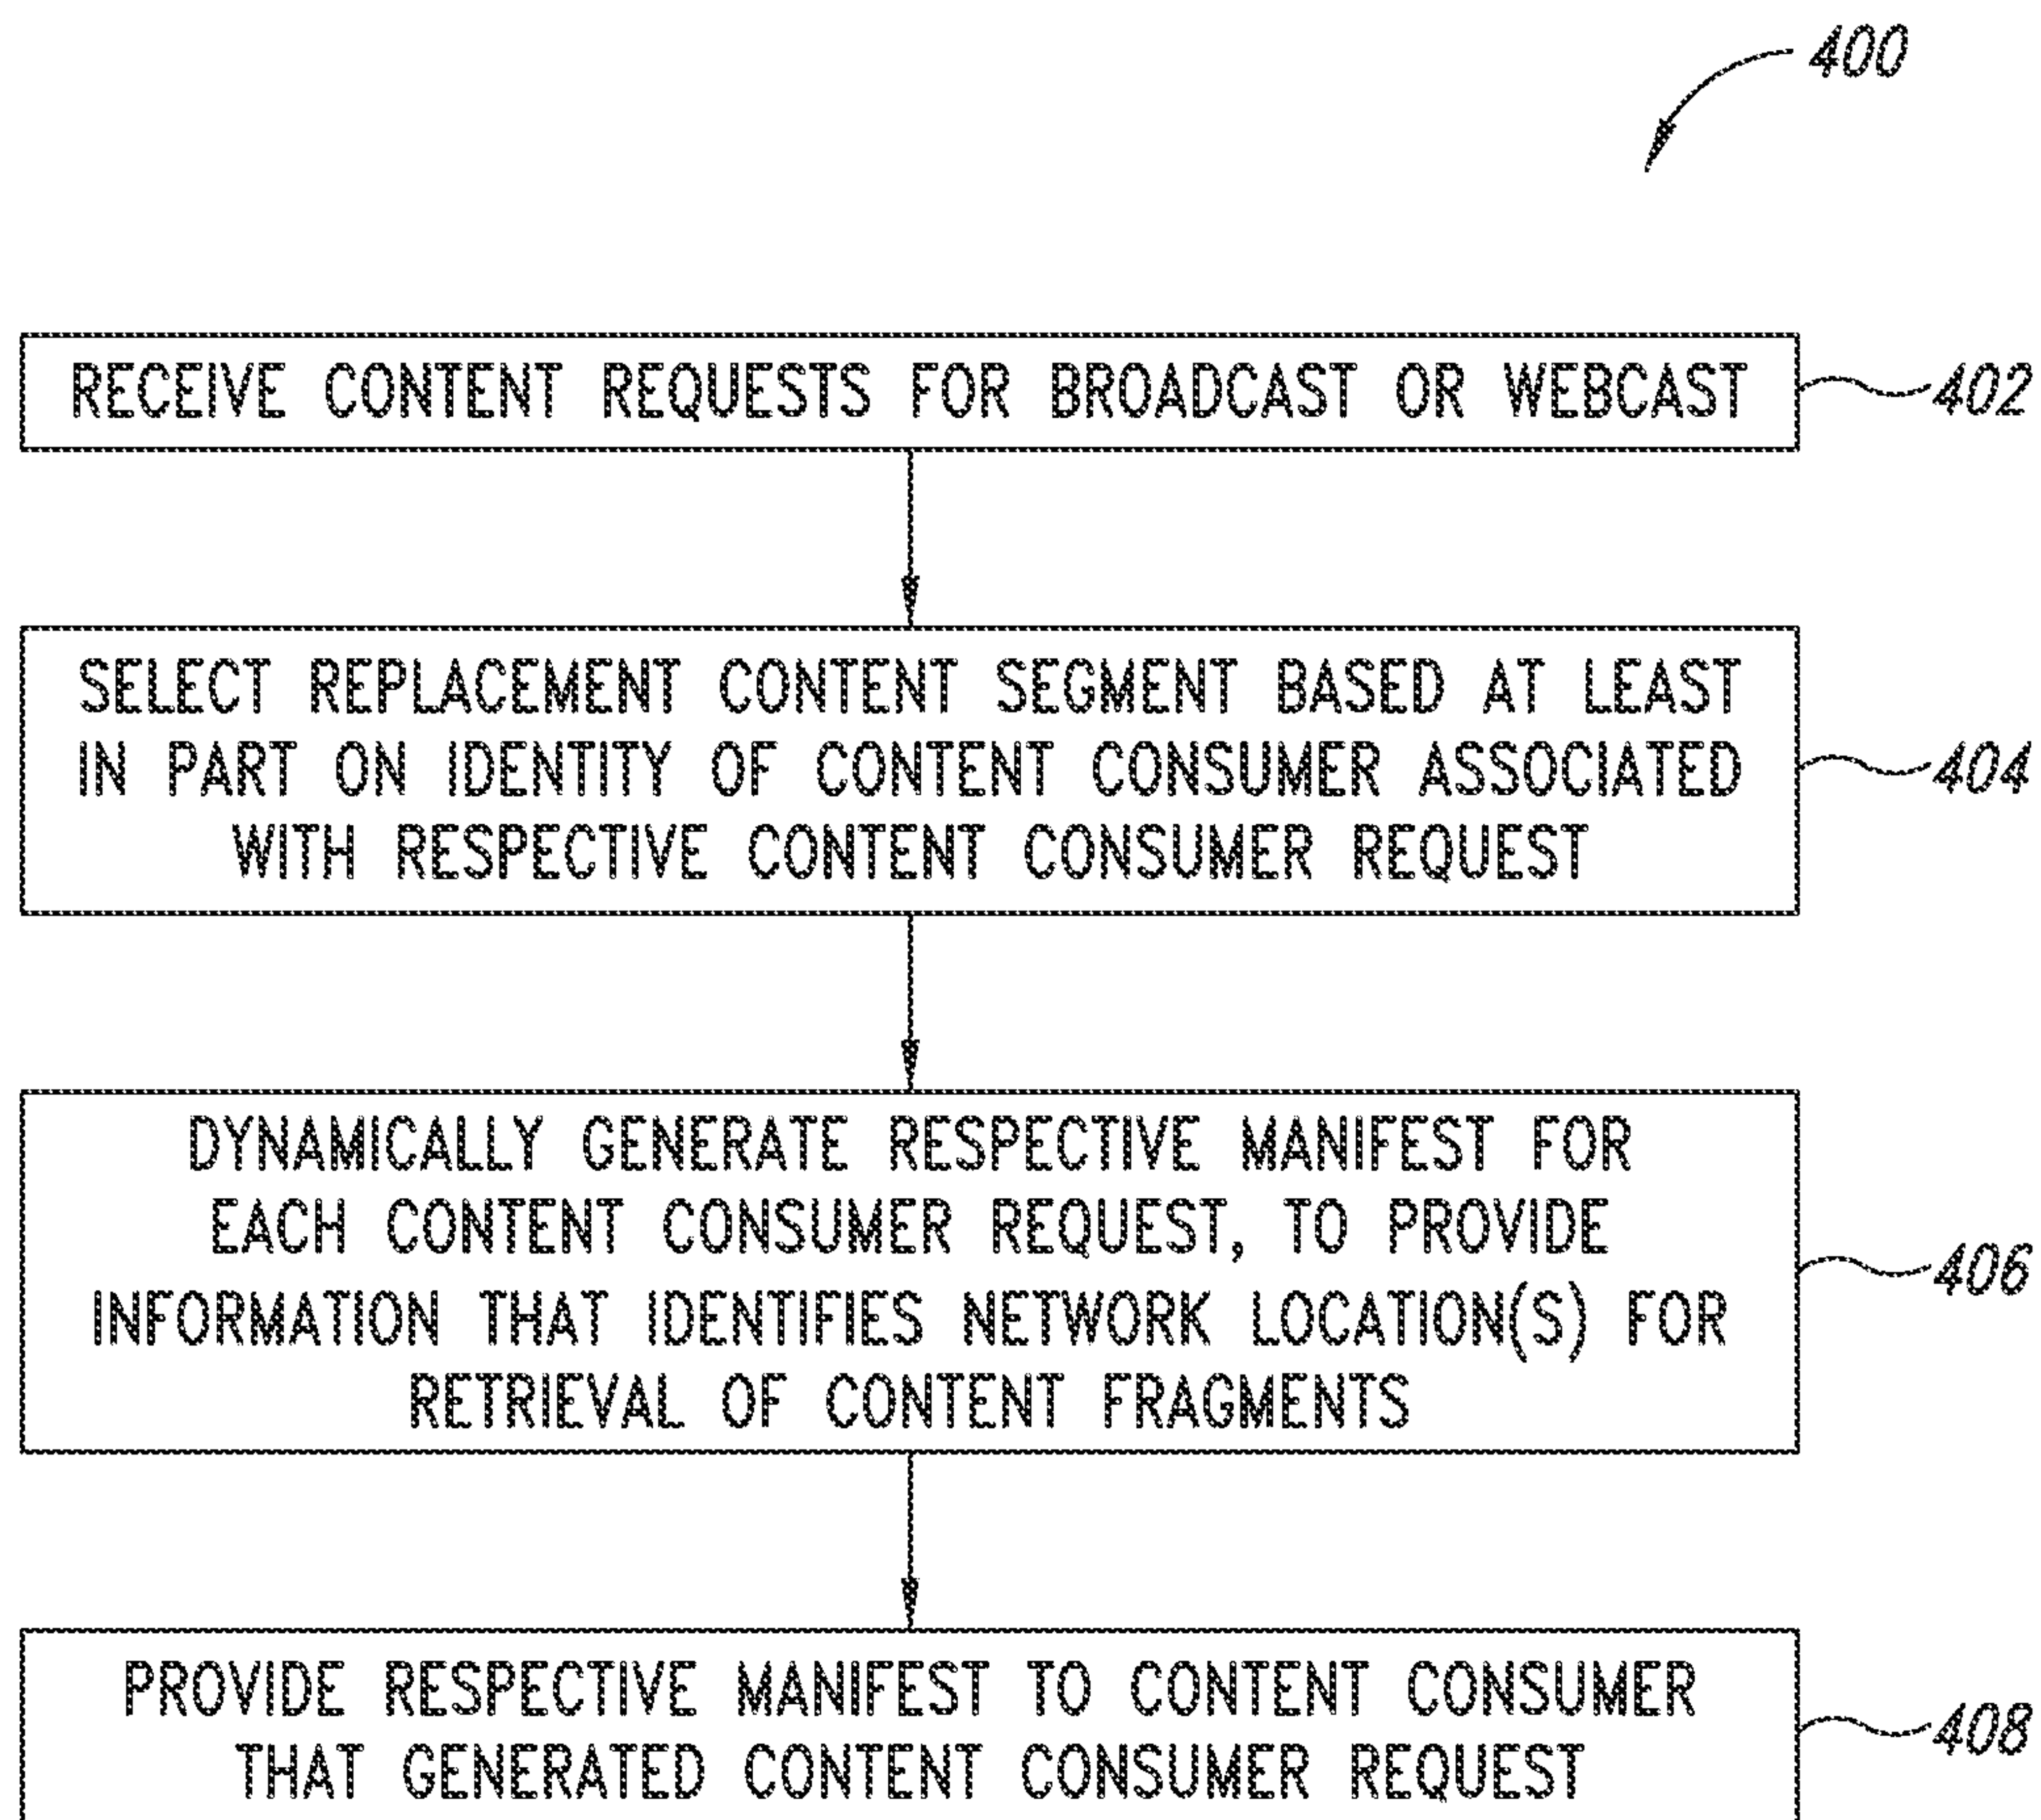 400
RECEIVE CONTENT REQUESTS FOR BROADCAST OR WEBCAST
402
SELECT REPLACEMENT CONTENT SEGMENT BASED AT LEAST
IN PART ON IDENTITY OF CONTENT CONSUMER ASSOCIATED
WITH RESPECTIVE CONTENT CONSUMER REQUEST
404
DYNAMICALLY GENERATE RESPECTIVE MANIFEST FOR
EACH CONTENT CONSUMER REQUEST, TO PROVIDE
INFORMATION THAT IDENTIFIES NETWORK LOCATION(S) FOR
RETRIEVAL OF CONTENT FRAGMENTS
406
PROVIDE RESPECTIVE MANIFEST TO CONTENT CONSUMER
THAT GENERATED CONTENT CONSUMER REQUEST
408